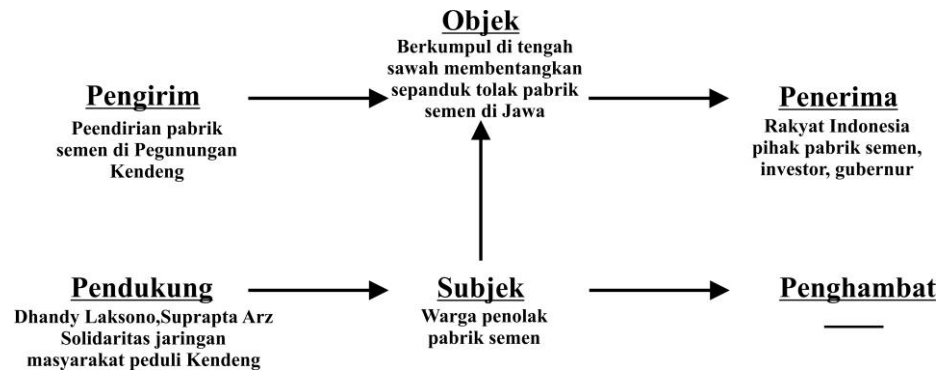 Objek
Berkumpul di tengah
sawah membentangkan
sepanduk tolak pabrik
semen di Jawa
Pengirim
Peendirian pabrik
semen di Pegunungan
Kendeng
Penerima
Rakyat Indonesia
pihak pabrik semen,
investor, gubernur
Pendukung
Dhandy Laksono,Suprapta Arz
Solidaritas jaringan
masyarakat peduli Kendeng
Subjek
Warga penolak
pabrik semen
Penghambat